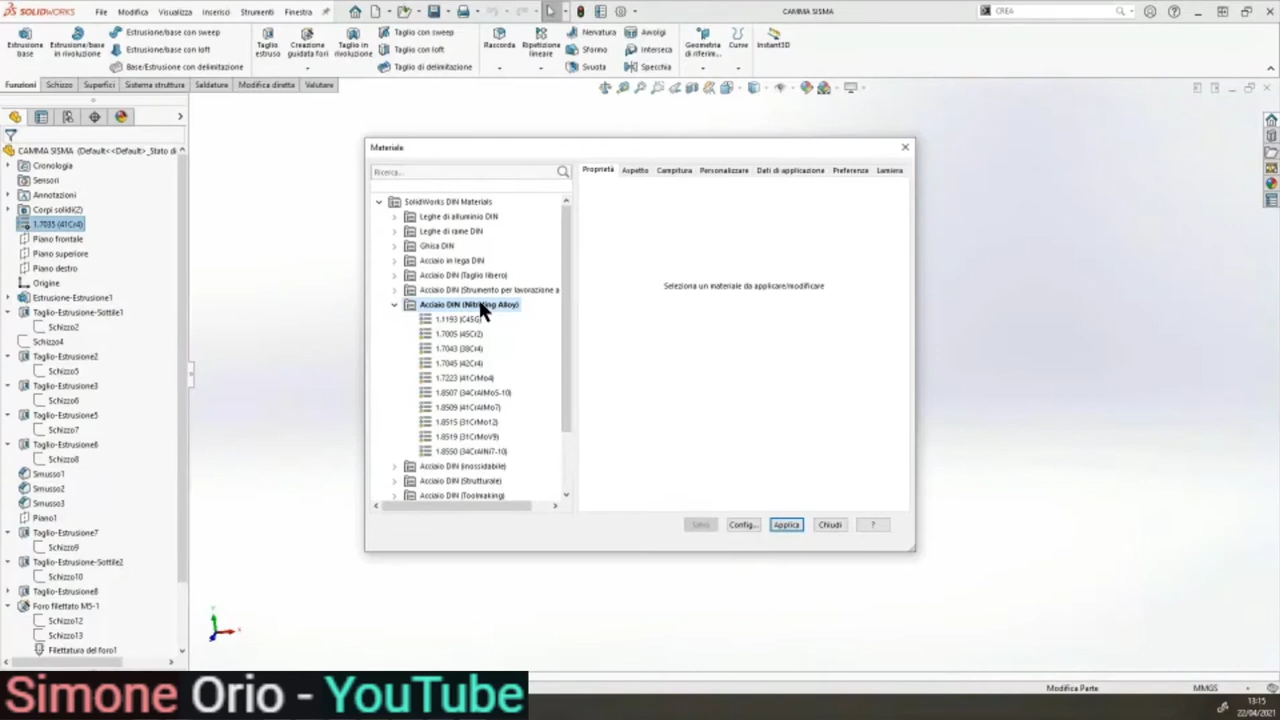 SOLIDWORKS File Modifica Visualizza Inserisci Strumenti Finestra CAMMA SISMA CREA
Estrusione base
Estrusione/base in rivoluzione
Estrusione/base con sweep
Estrusione/base con loft
Base/Estrusione con delimitazione
Taglio estruso
Creazione guidata fori
Taglio in rivoluzione
Taglio con sweep
Taglio con loft
Taglio di delimitazione
Raccorda
Ripetizione lineare
Nervatura
Sformo
Svuota
Avvolgi
Interseca
Specchia
Geometria di riferim...
Curve
Instant3D
Funzioni Schizzo Superfici Sistema struttura Saldature Modifica diretta Valutare
CAMMA SISMA (Default<<Default>_Stato di
Cronologia
Sensori
Annotazioni
Corpi solidi(2)
1.7035 (41Cr4)
Piano frontale
Piano superiore
Piano destro
Origine
Estrusione-Estrusione1
Taglio-Estrusione-Sottile1
Schizzo2
Schizzo4
Taglio-Estrusione2
Schizzo5
Taglio-Estrusione3
Schizzo6
Taglio-Estrusione5
Schizzo7
Taglio-Estrusione6
Schizzo8
Smusso1
Smusso2
Smusso3
Piano1
Taglio-Estrusione7
Schizzo9
Taglio-Estrusione-Sottile2
Schizzo10
Taglio-Estrusione8
Foro filettato M5-1
Schizzo12
Schizzo13
Filettatura del foro1
Materiale
Ricerca...
SolidWorks DIN Materials
Leghe di alluminio DIN
Leghe di rame DIN
Ghisa DIN
Acciaio in lega DIN
Acciaio DIN (Taglio libero)
Acciaio DIN (Strumento per lavorazione a
Acciaio DIN (Nitriding Alloy)
1.1193 (C45G)
1.7005 (45Cr2)
1.7043 (38Cr4)
1.7045 (42Cr4)
1.7223 (41CrMo4)
1.8507 (34CrAlMo5-10)
1.8509 (41CrAlMo7)
1.8515 (31CrMo12)
1.8519 (31CrMoV9)
1.8550 (34CrAlNi7-10)
Acciaio DIN (inossidabile)
Acciaio DIN (Strutturale)
Acciaio DIN (Toolmaking)
Proprietà Aspetto Campitura Personalizzare Dati di applicazione Preferenze Lamiera
Seleziona un materiale da applicare/modificare
Salva Config... Applica Chiudi ?
Y
X
Simone Orio - YouTube
Modifica Parte MMGS
13:15
22/04/2021